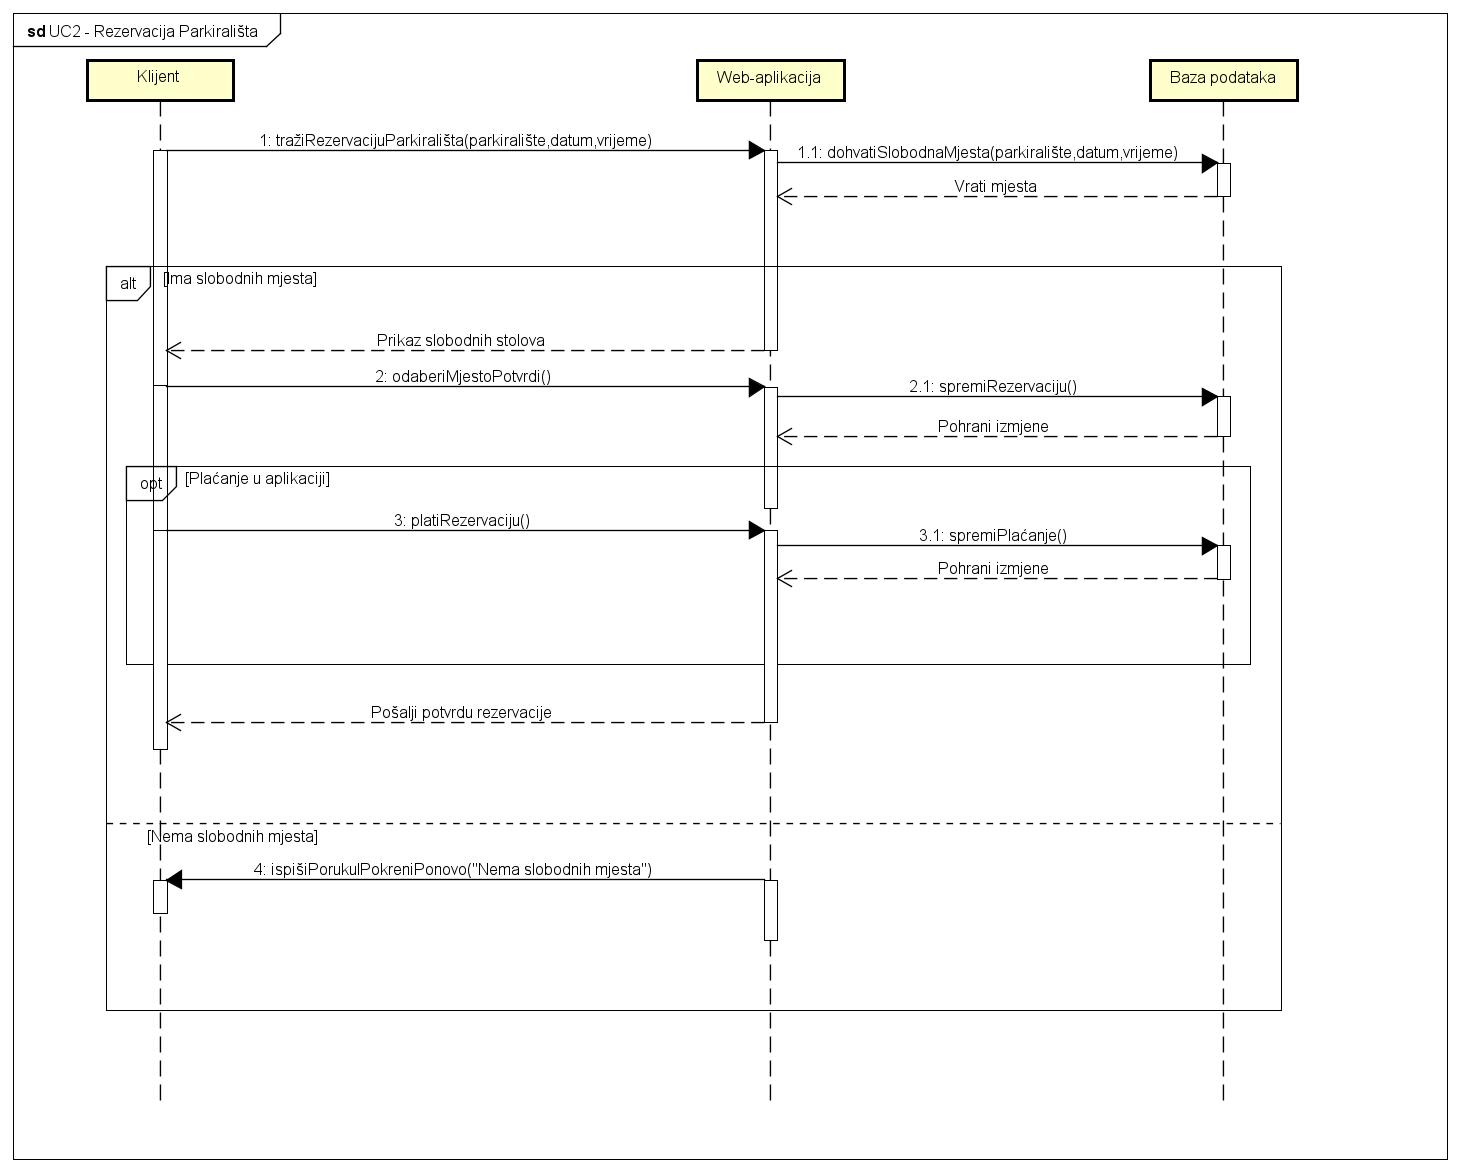 sd UC2 - Rezervacija Parkirališta
Klijent
Web-aplikacija
Baza podataka
1: tražiRezervacijuParkirališta(parkiralište,datum,vrijeme)
1.1: dohvatiSlobodnaMjesta(parkiralište,datum,vrijeme)
Vrati mjesta
alt
[Ima slobodnih mjesta]
Prikaz slobodnih stolova
2: odaberiMjestoPotvrdi()
2.1: spremiRezervaciju()
Pohrani izmjene
opt
[Plaćanje u aplikaciji]
3: platiRezervaciju()
3.1: spremiPlaćanje()
Pohrani izmjene
Pošalji potvrdu rezervacije
[Nema slobodnih mjesta]
4: ispišiPorukuIPokreniPonovo("Nema slobodnih mjesta")